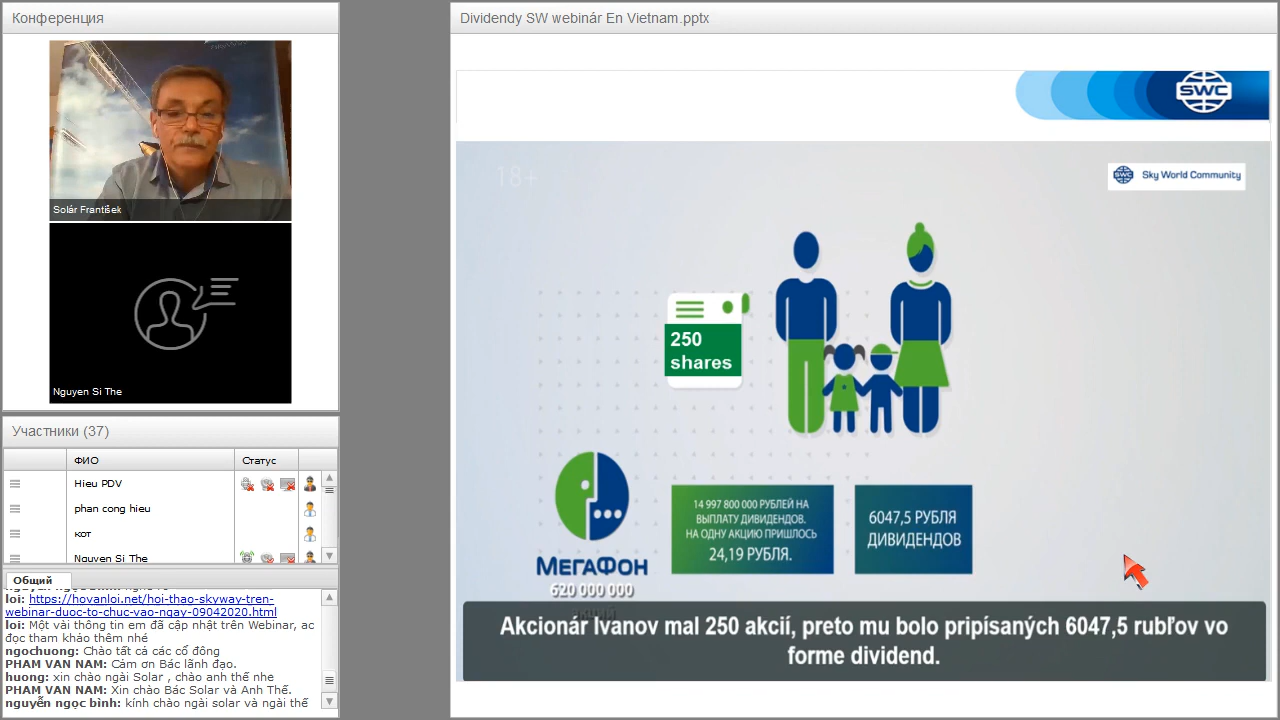 Конференция
Solár František
Nguyen Si The
Участники (37)
ФИО
Статус
Hieu PDV
phan cong hieu
кот
Nguyen Si The
Общий
loi: https://hovanloi.net/hoi-thao-skyway-tren-
webinar-duoc-to-chuc-vao-ngay-09042020.html
loi: Một vài thông tin em đã cập nhật trên Webinar, ac
đọc tham khảo thêm nhé
ngochuong: Chào tất cả các cổ đông
PHAM VAN NAM: Cám ơn Bác lãnh đạo.
huong: xin chào ngài Solar , chào anh thế nhe
PHAM VAN NAM: Xin chào Bác Solar và Anh Thế.
nguyễn ngọc bình: kính chào ngài solar và ngài thế
Dividendy SW webinár En Vietnam.pptx
SWC
18+
SWC Sky World Community
250
shares
14 997 800 000 РУБЛЕЙ НА
ВЫПЛАТУ ДИВИДЕНДОВ.
НА ОДНУ АКЦИЮ ПРИШЛОСЬ
24,19 РУБЛЯ.
6047,5 РУБЛЯ
ДИВИДЕНДОВ
МЕГАФОН
620 000 000
Akcionár Ivanov mal 250 akcií, preto mu bolo pripísaných 6047,5 rubľov vo
forme dividend.